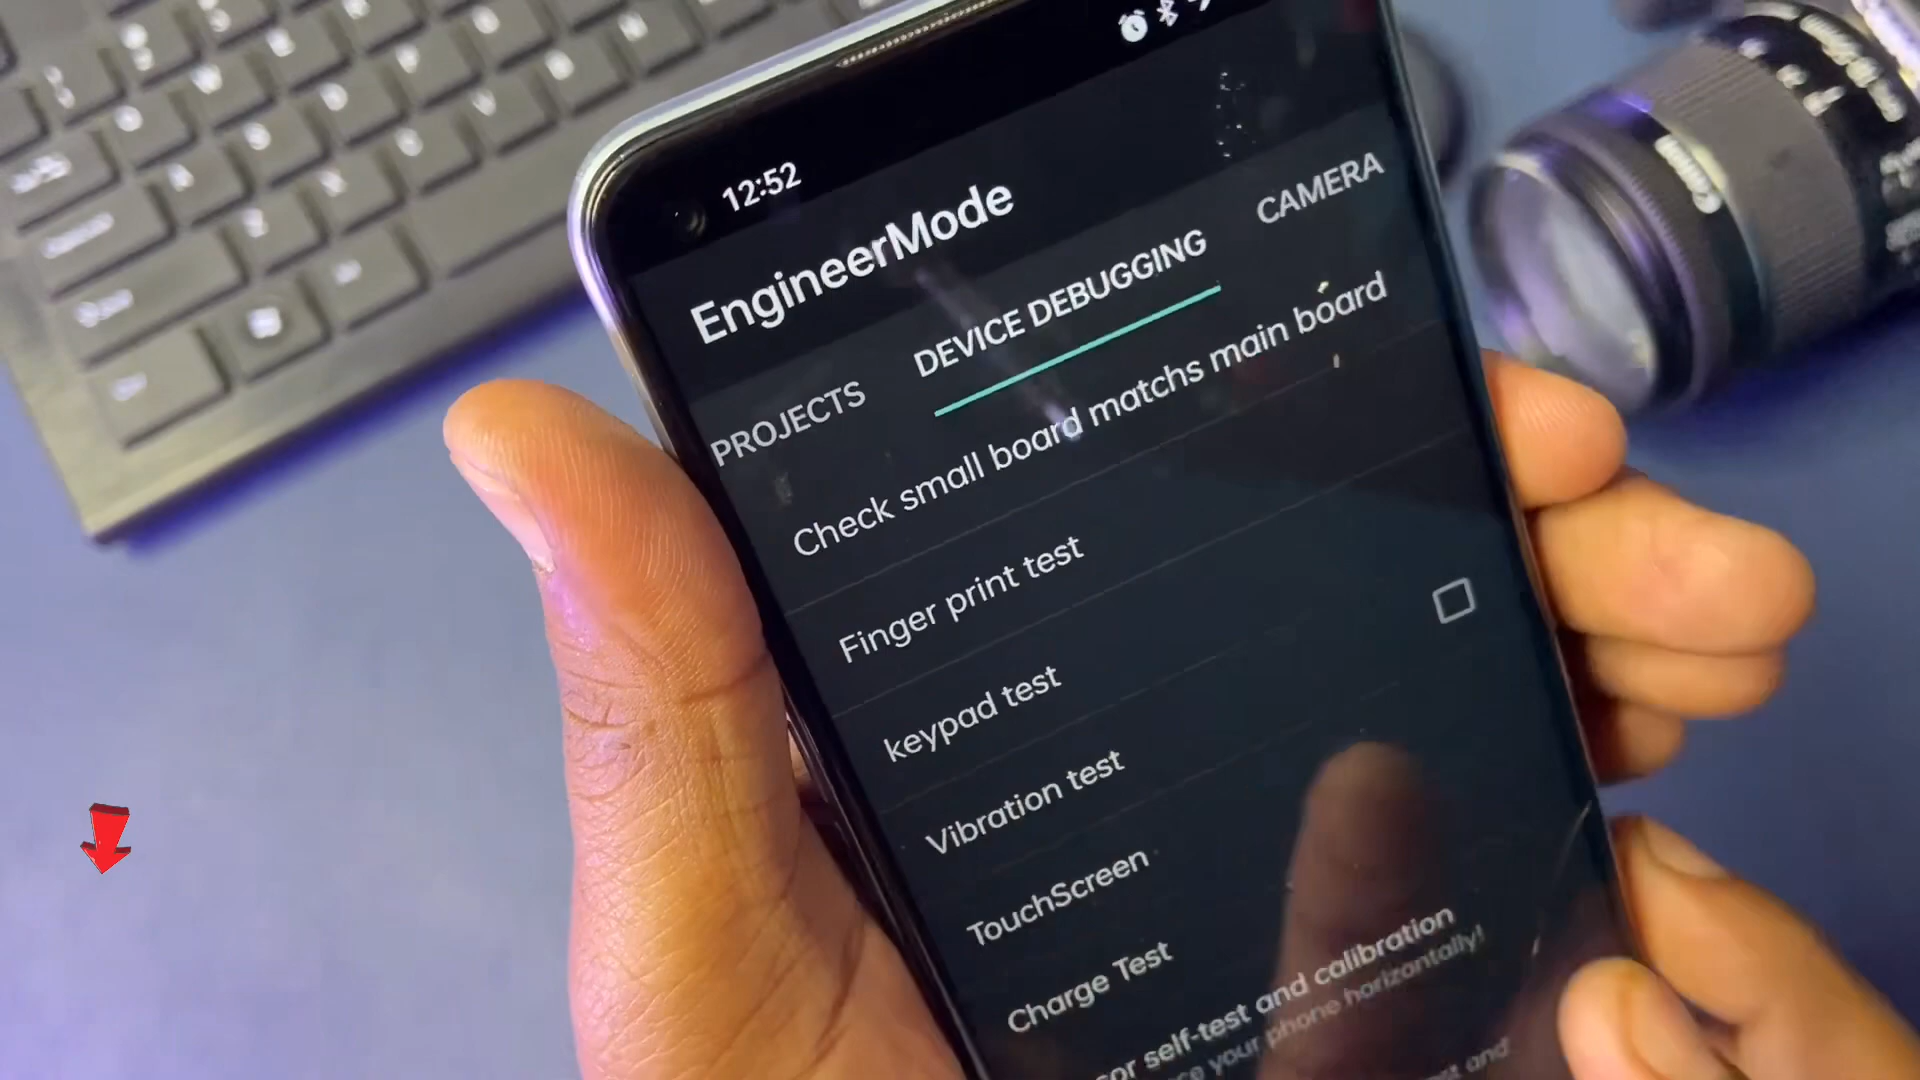 12:52
EngineerMode
PROJECTS
DEVICE DEBUGGING
CAMERA
Check small board matchs main board
Finger print test
keypad test
Vibration test
TouchScreen
Charge Test
self-test and calibration
your phone horizontally!
and